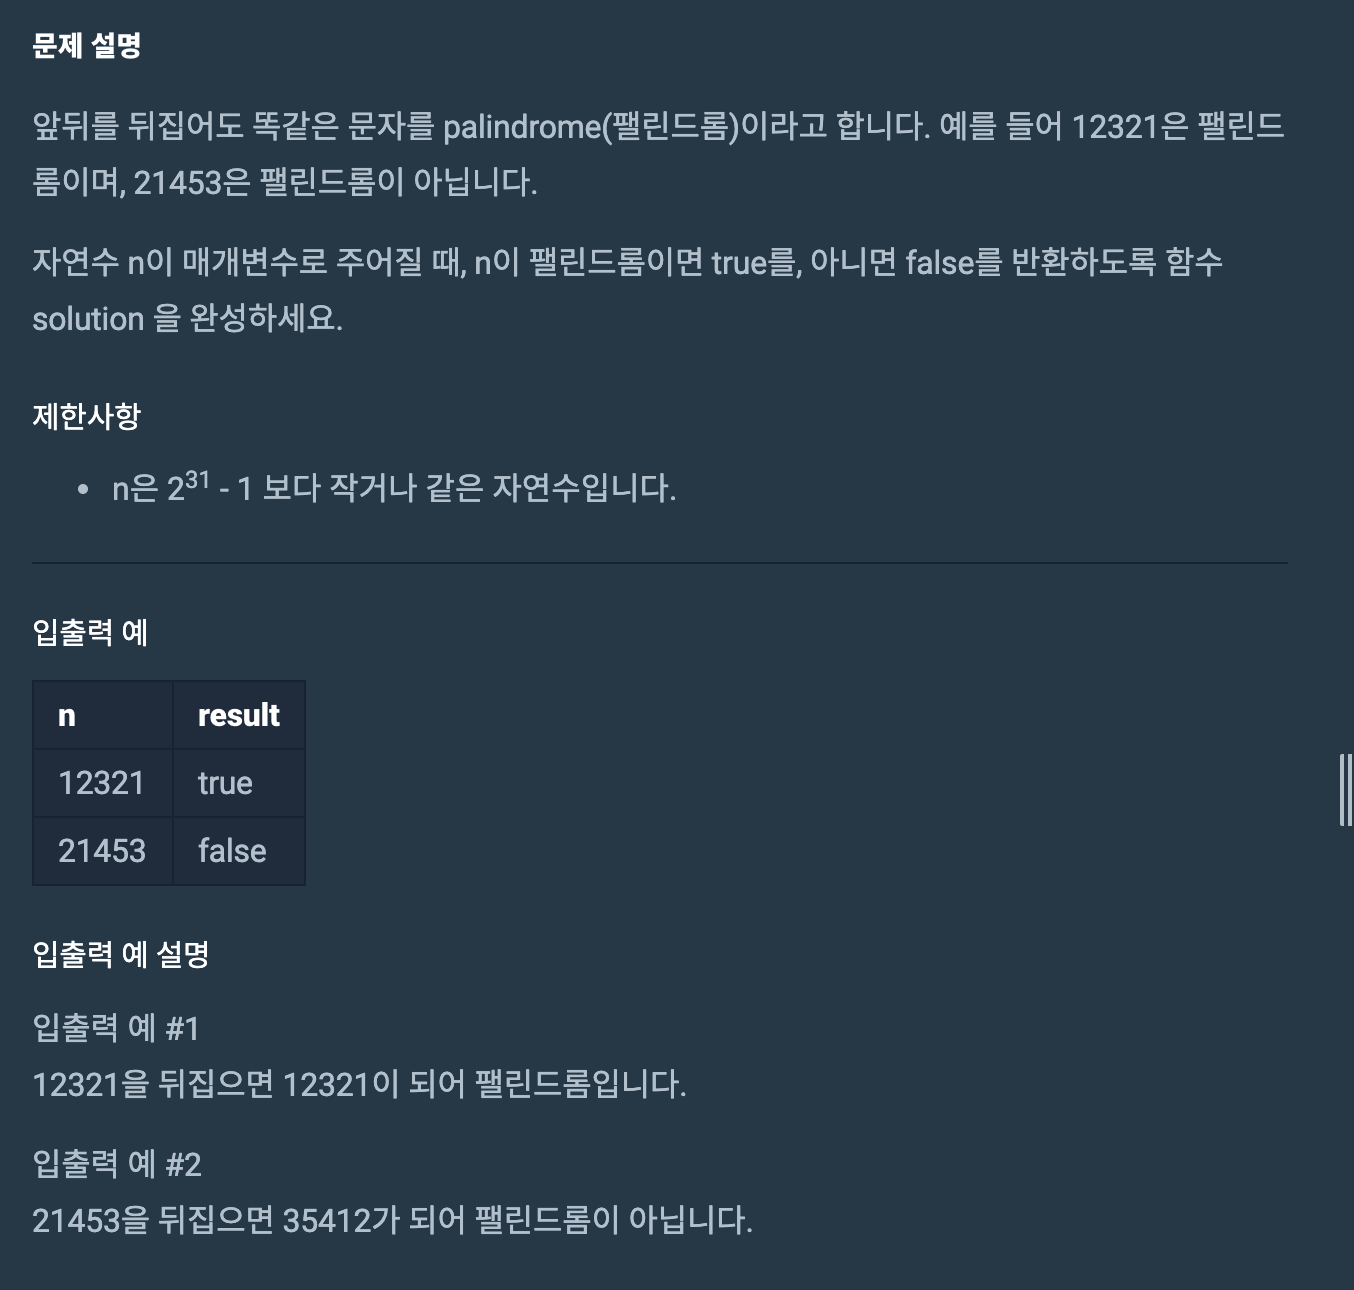 문제 설명
앞뒤를 뒤집어도 똑같은 문자를 palindrome(팰린드롬)이라고 합니다. 예를 들어 12321은 팰린드
롬이며, 21453은 팰린드롬이 아닙니다.
자연수 n이 매개변수로 주어질 때, n이 팰린드롬이면 true를, 아니면 false를 반환하도록 함수
solution 을 완성하세요.
제한사항
• n은 2³¹ - 1 보다 작거나 같은 자연수입니다.
입출력 예
n result
12321 true
21453 false
입출력 예 설명
입출력 예 #1
12321을 뒤집으면 12321이 되어 팰린드롬입니다.
입출력 예 #2
21453을 뒤집으면 35412가 되어 팰린드롬이 아닙니다.